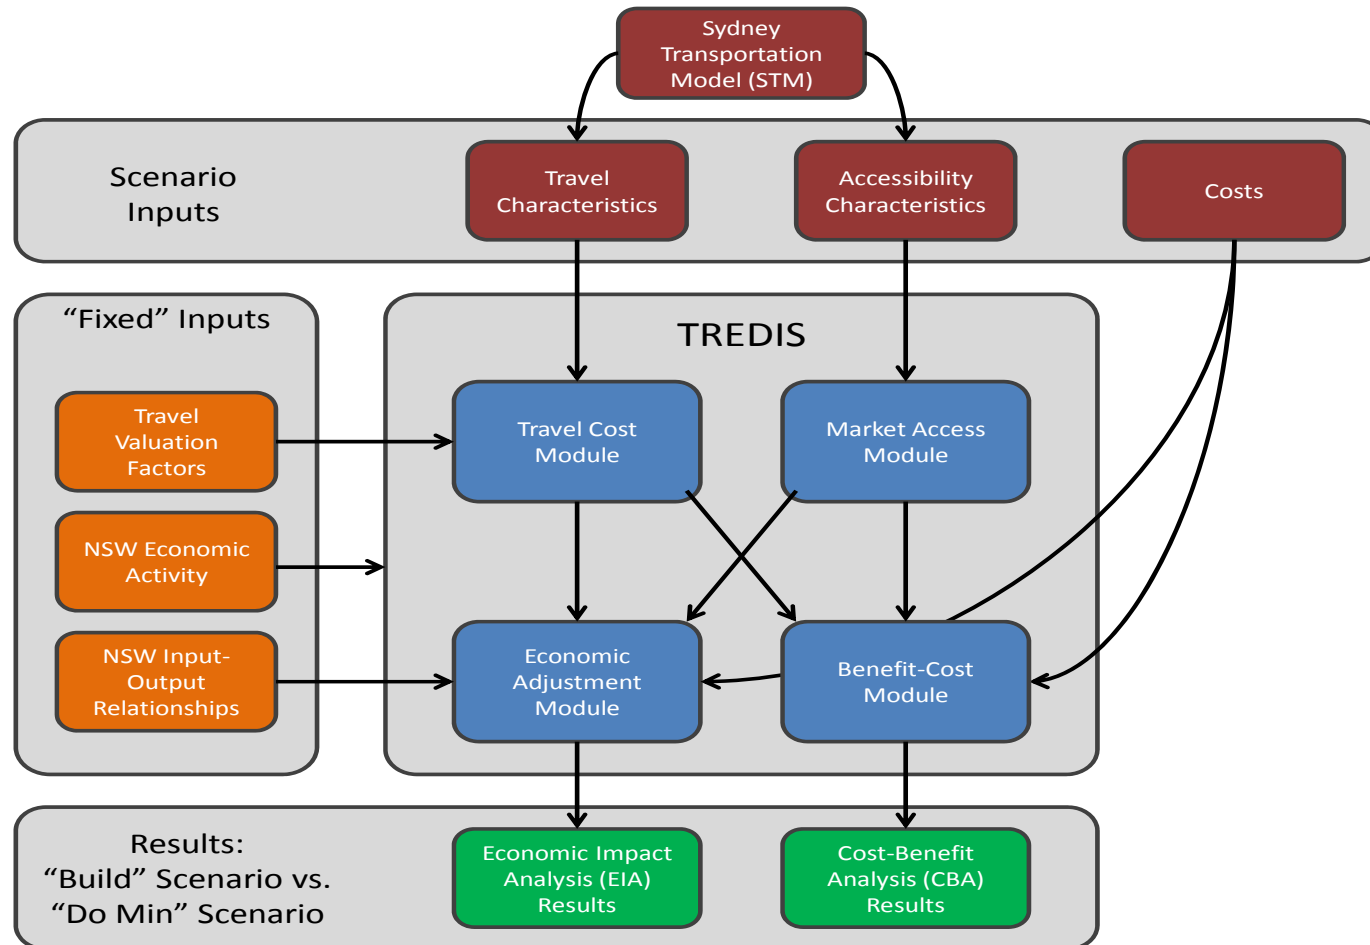 Sydney
Transportation
Model (STM)
Scenario
Inputs
Travel
Characteristics
Accessibility
Characteristics
Costs
“Fixed” Inputs
TREDIS
Travel
Valuation
Factors
Travel Cost
Module
Market Access
Module
NSW Economic
Activity
NSW Input-
Output
Relationships
Economic
Adjustment
Module
Benefit-Cost
Module
Results:
“Build” Scenario vs.
“Do Min” Scenario
Economic Impact
Analysis (EIA)
Results
Cost-Benefit
Analysis (CBA)
Results